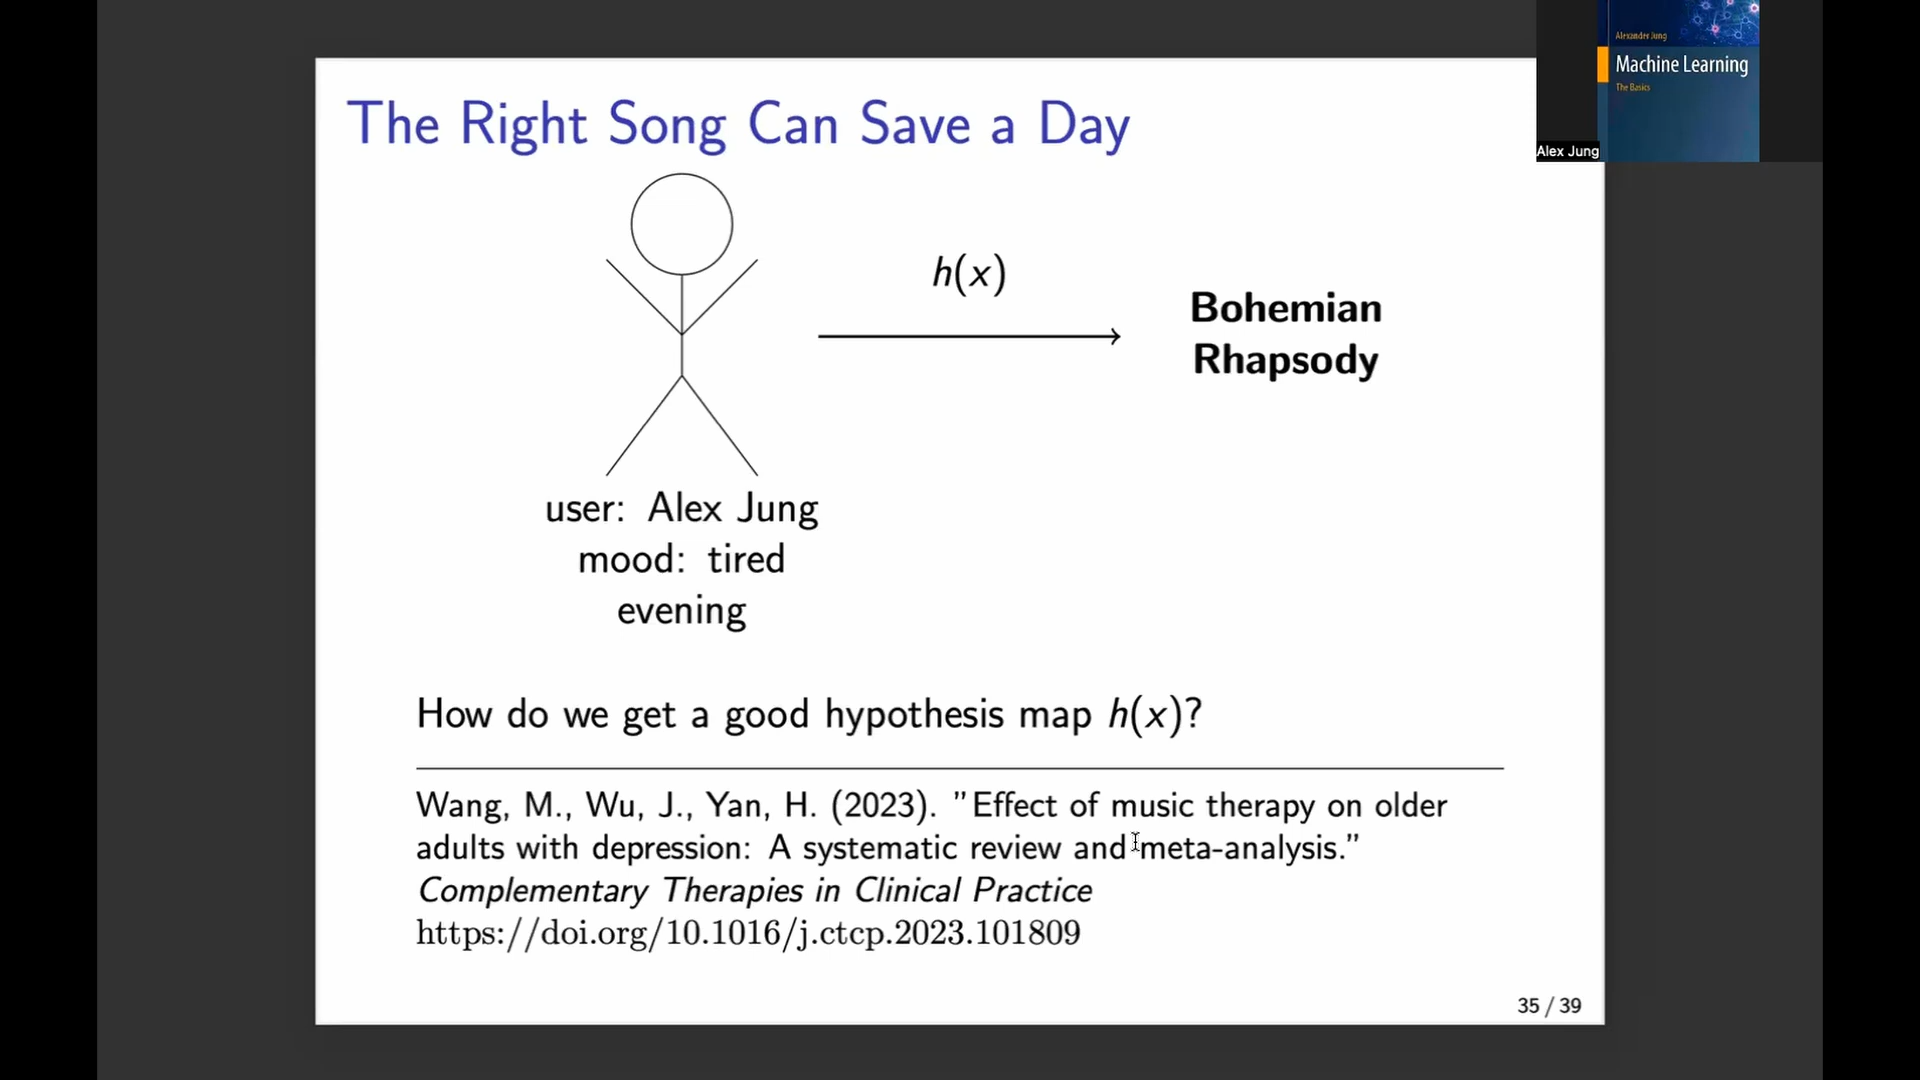 Alexander Jung
Machine Learning
The Basics
Alex Jung
The Right Song Can Save a Day
h(x)
Bohemian
Rhapsody
user: Alex Jung
mood: tired
evening
How do we get a good hypothesis map h(x)?
Wang, M., Wu, J., Yan, H. (2023). ”Effect of music therapy on older
adults with depression: A systematic review and meta-analysis.”
Complementary Therapies in Clinical Practice
https://doi.org/10.1016/j.ctcp.2023.101809
35 / 39